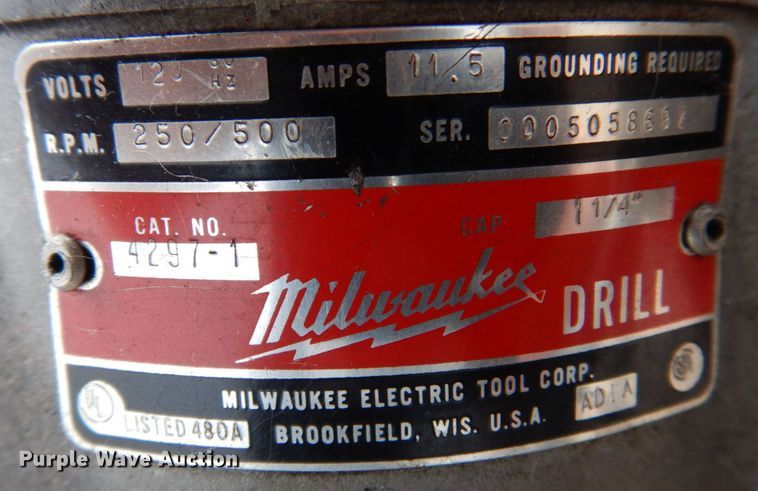 VOLTS 120 60 HZ AMPS 11.5 GROUNDING REQUIRED
R.P.M. 250/500 SER.
CAT. NO. CAP 1 1/4"
4297-1
Milwaukee DRILL
MILWAUKEE ELECTRIC TOOL CORP.
UL LISTED 480A BROOKFIELD, WIS. U.S.A.
Purple Wave Auction